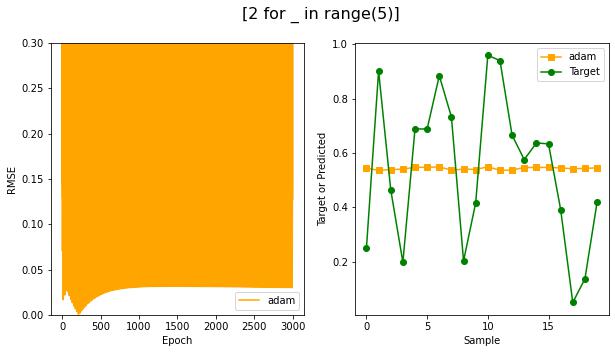 [2 for _ in range(5)]
0.30
0.25
0.20
0.15
0.10
0.05
0.00
RMSE
0 500 1000 1500 2000 2500 3000
Epoch
adam
1.0
0.8
0.6
0.4
0.2
Target or Predicted
0 5 10 15
Sample
adam
Target